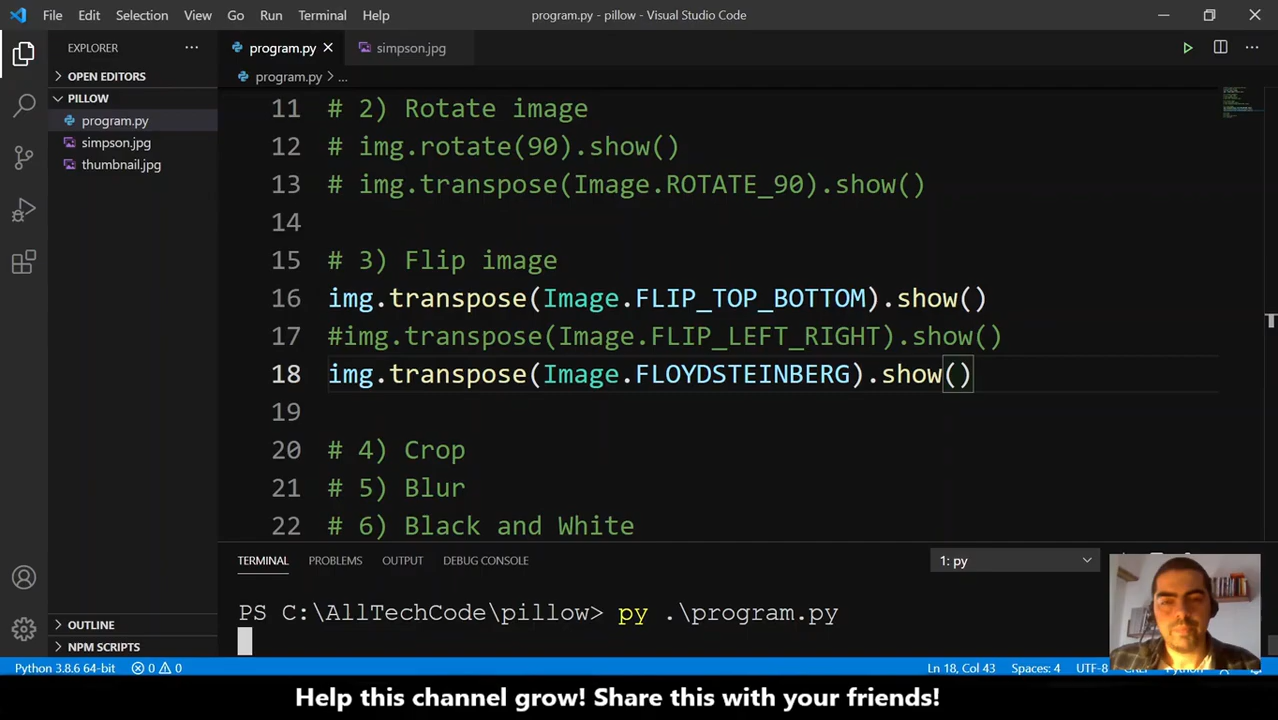 File Edit Selection View Go Run Terminal Help program.py - pillow - Visual Studio Code
EXPLORER
program.py
simpson.jpg
OPEN EDITORS
program.py > ...
PILLOW
program.py
simpson.jpg
thumbnail.jpg
11 # 2) Rotate image
12 # img.rotate(90).show()
13 # img.transpose(Image.ROTATE_90).show()
14
15 # 3) Flip image
16 img.transpose(Image.FLIP_TOP_BOTTOM).show()
17 #img.transpose(Image.FLIP_LEFT_RIGHT).show()
18 img.transpose(Image.FLOYDSTEINBERG).show()
19
20 # 4) Crop
21 # 5) Blur
22 # 6) Black and White
TERMINAL PROBLEMS OUTPUT DEBUG CONSOLE 1: py
PS C:\AllTechCode\pillow> py .\program.py
OUTLINE
NPM SCRIPTS
Python 3.8.6 64-bit 0 0 Ln 18, Col 43 Spaces: 4 UTF-8
Help this channel grow! Share this with your friends!